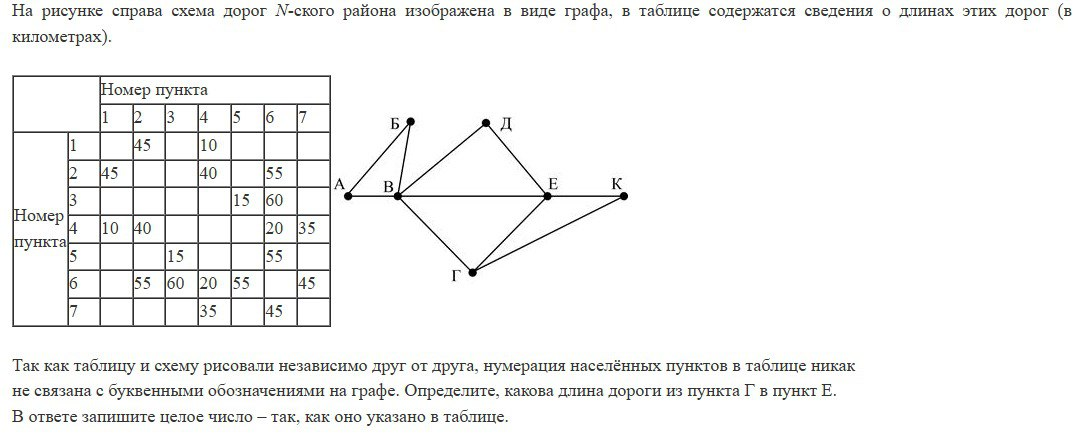 На рисунке справа схема дорог N-ского района изображена в виде графа, в таблице содержатся сведения о длинах этих дорог (в
километрах).
Номер пункта
1 2 3 4 5 6 7
Номер пункта
1 45 10
2 45 40 55
3 15 60
4 10 40 20 35
5 15 55
6 55 60 20 55 45
7 35 45
Б
Д
А
В
Е
К
Г
Так как таблицу и схему рисовали независимо друг от друга, нумерация населённых пунктов в таблице никак
не связана с буквенными обозначениями на графе. Определите, какова длина дороги из пункта Г в пункт Е.
В ответе запишите целое число – так, как оно указано в таблице.